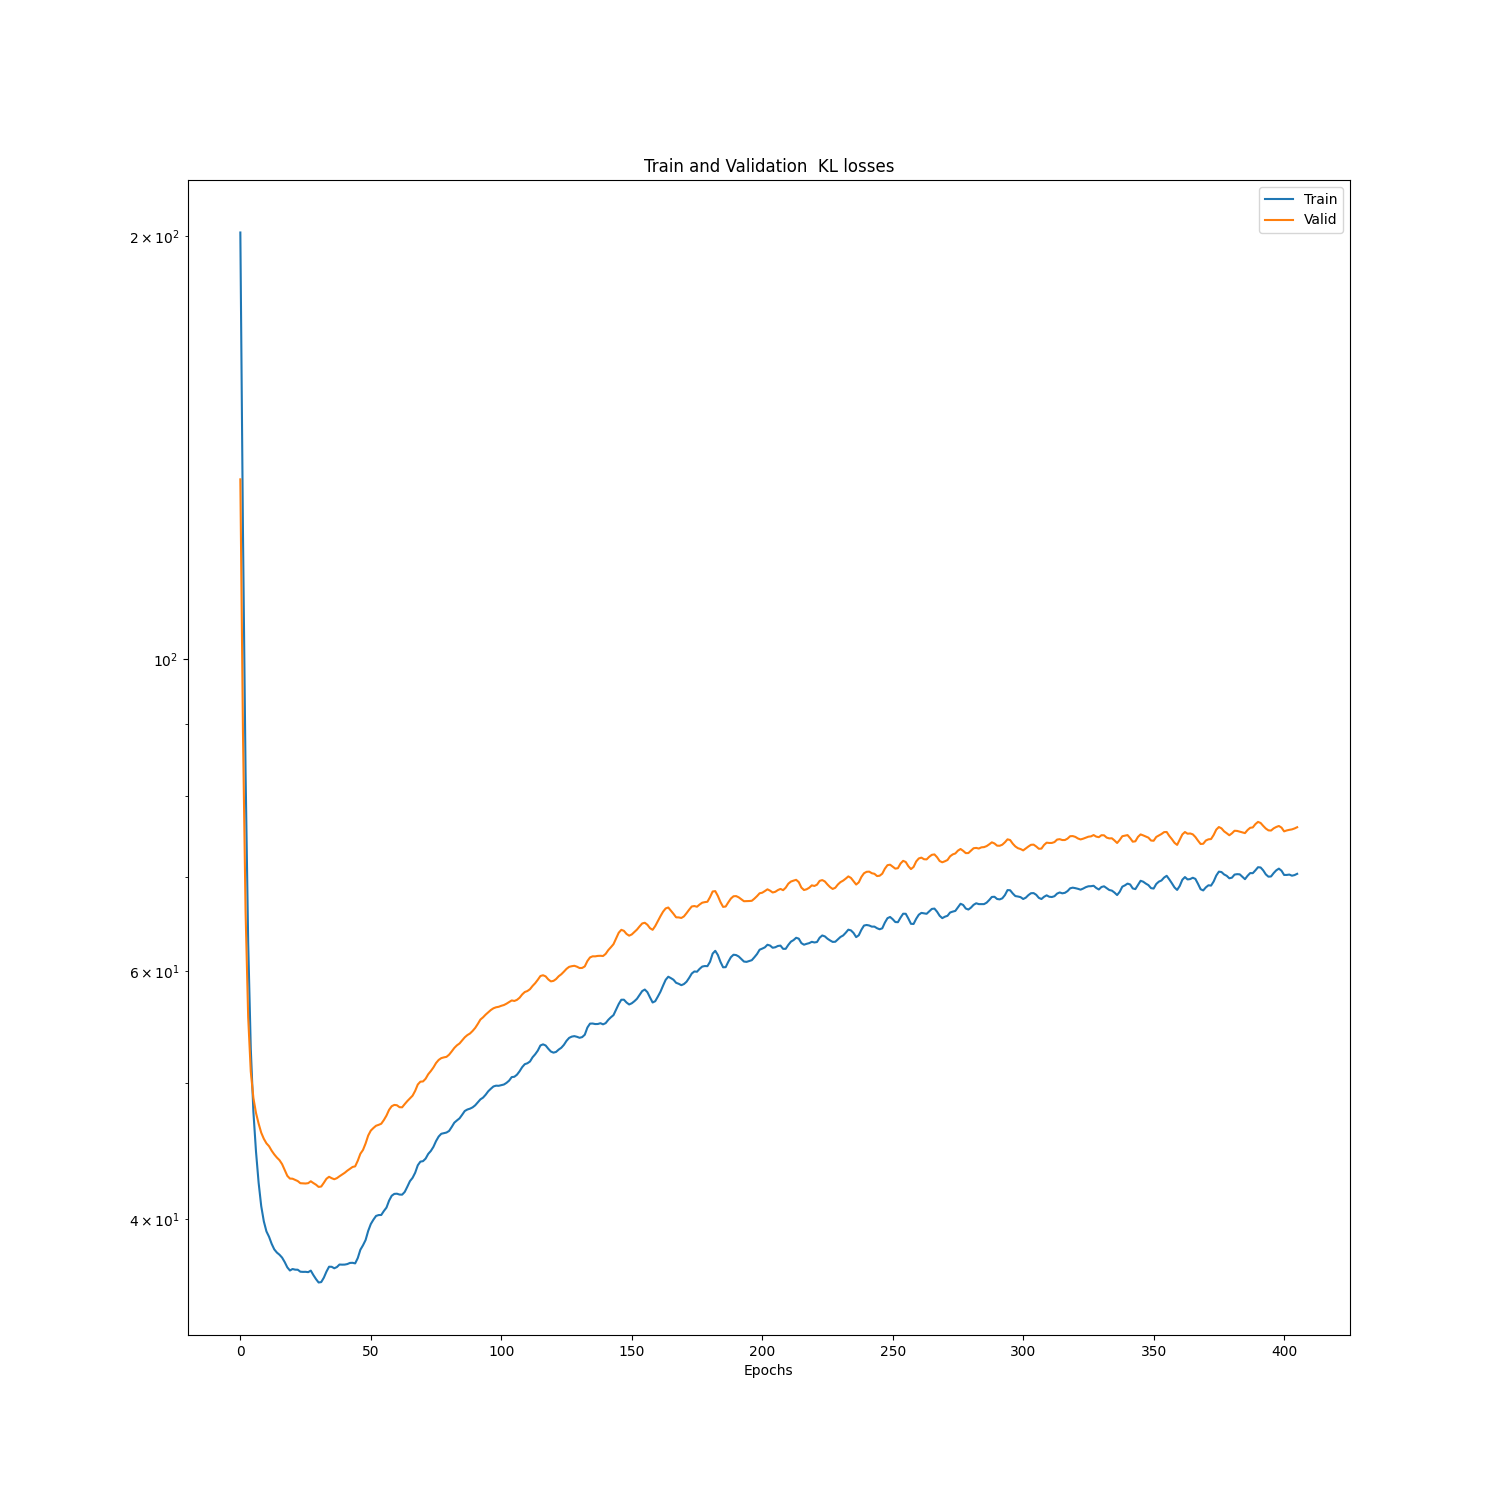 Train and Validation  KL losses
Train
Valid
2 × 10²
10²
6 × 10¹
4 × 10¹
0 50 100 150 200 250 300 350 400
Epochs